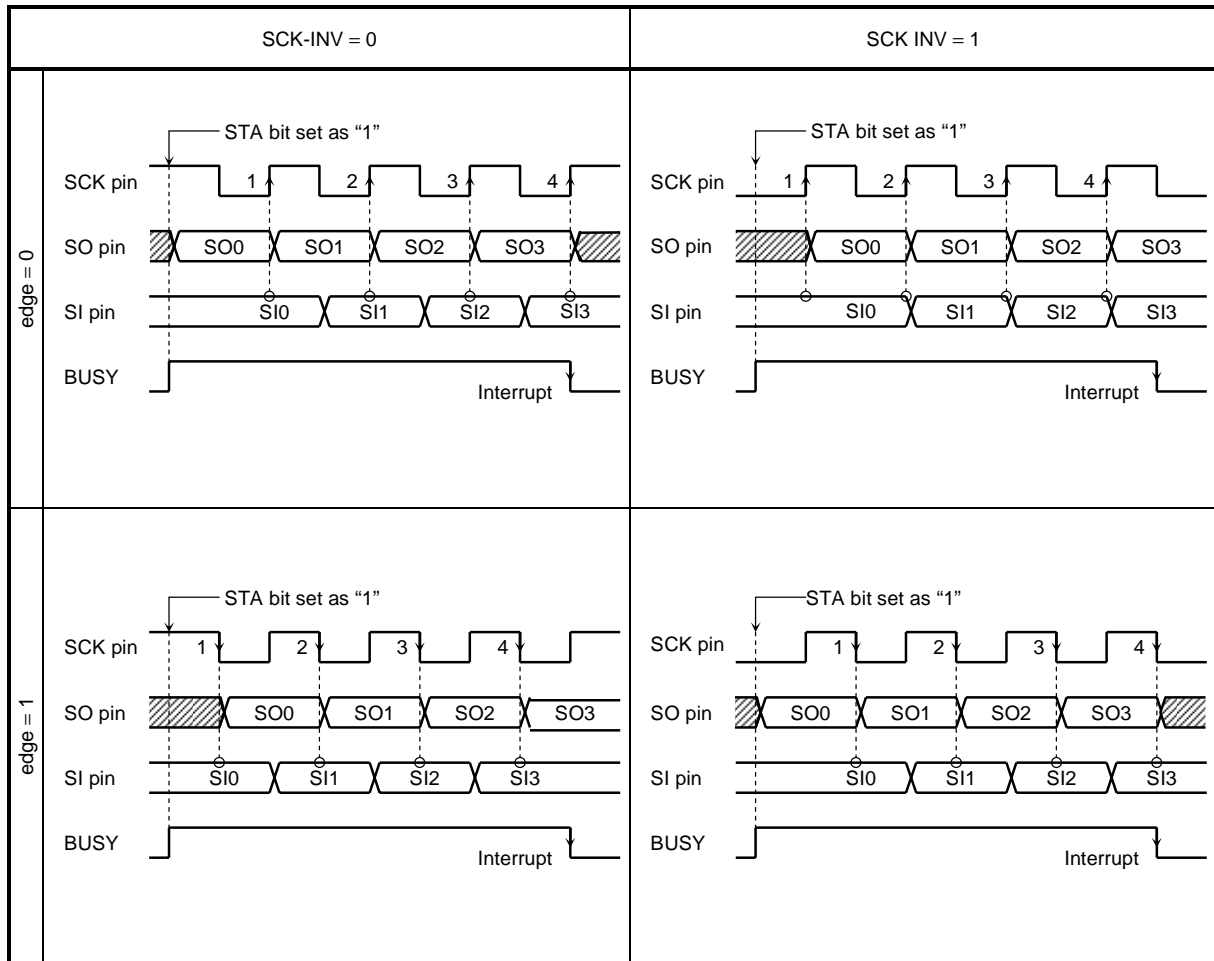 SCK-INV = 0
SCK INV = 1
edge = 0
STA bit set as “1”
SCK pin 1 2 3 4
SO pin SO0 SO1 SO2 SO3
SI pin SI0 SI1 SI2 SI3
BUSY
Interrupt
STA bit set as “1”
SCK pin 1 2 3 4
SO pin SO0 SO1 SO2 SO3
SI pin SI0 SI1 SI2 SI3
BUSY
Interrupt
edge = 1
STA bit set as “1”
SCK pin 1 2 3 4
SO pin SO0 SO1 SO2 SO3
SI pin SI0 SI1 SI2 SI3
BUSY
Interrupt
STA bit set as “1”
SCK pin 1 2 3 4
SO pin SO0 SO1 SO2 SO3
SI pin SI0 SI1 SI2 SI3
BUSY
Interrupt